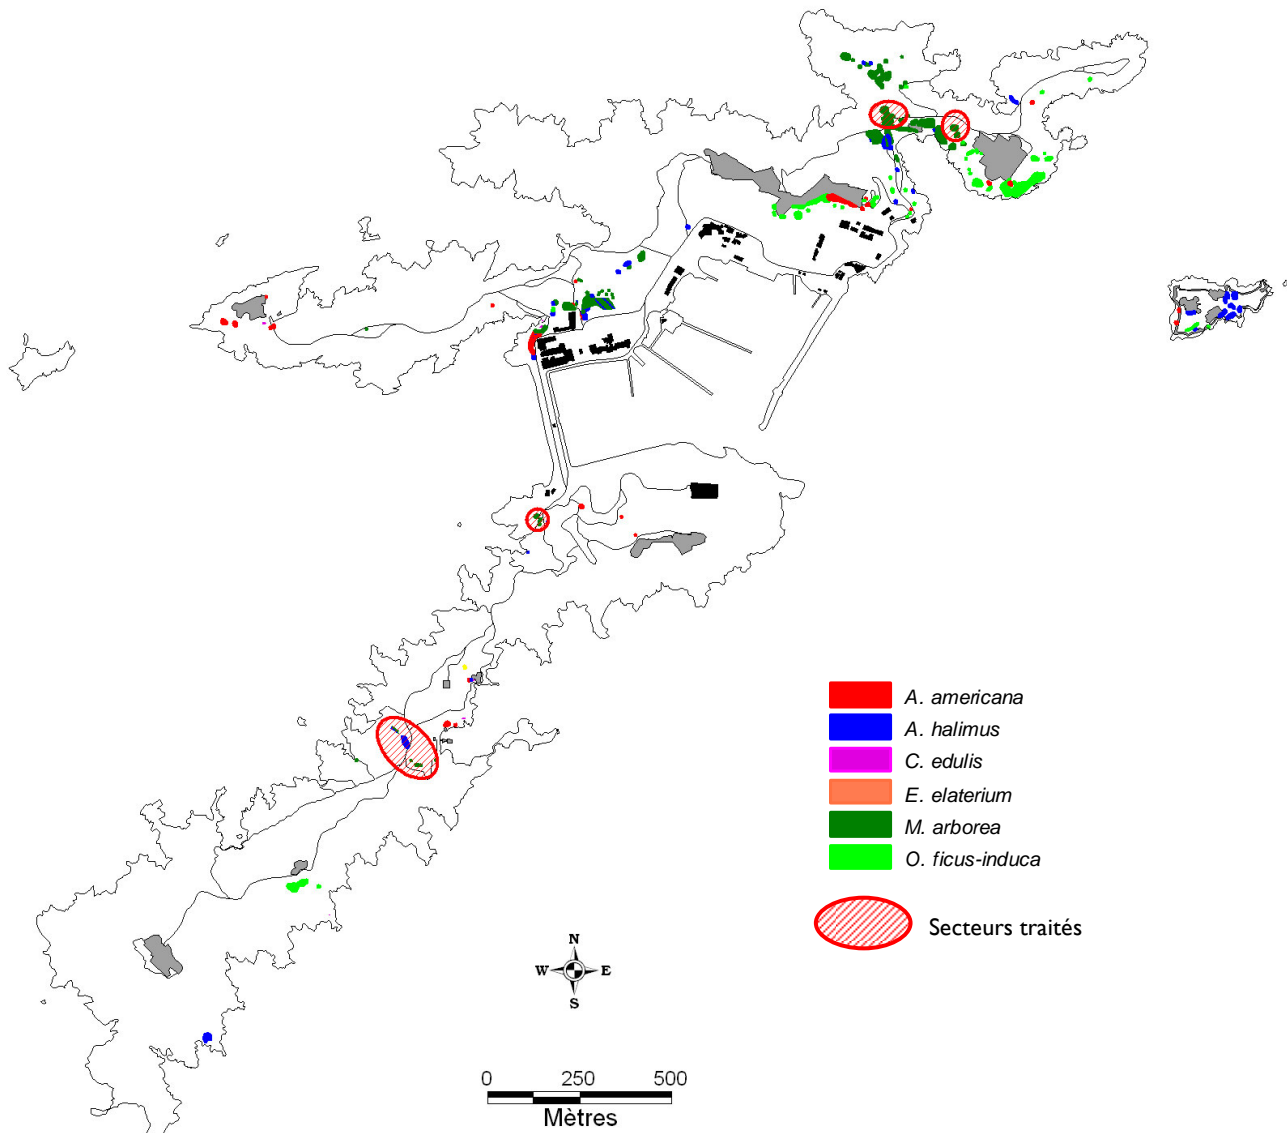 A. americana
A. halimus
C. edulis
E. elaterium
M. arborea
O. ficus-induca
Secteurs traités
N
W E
S
0 250 500
Mètres